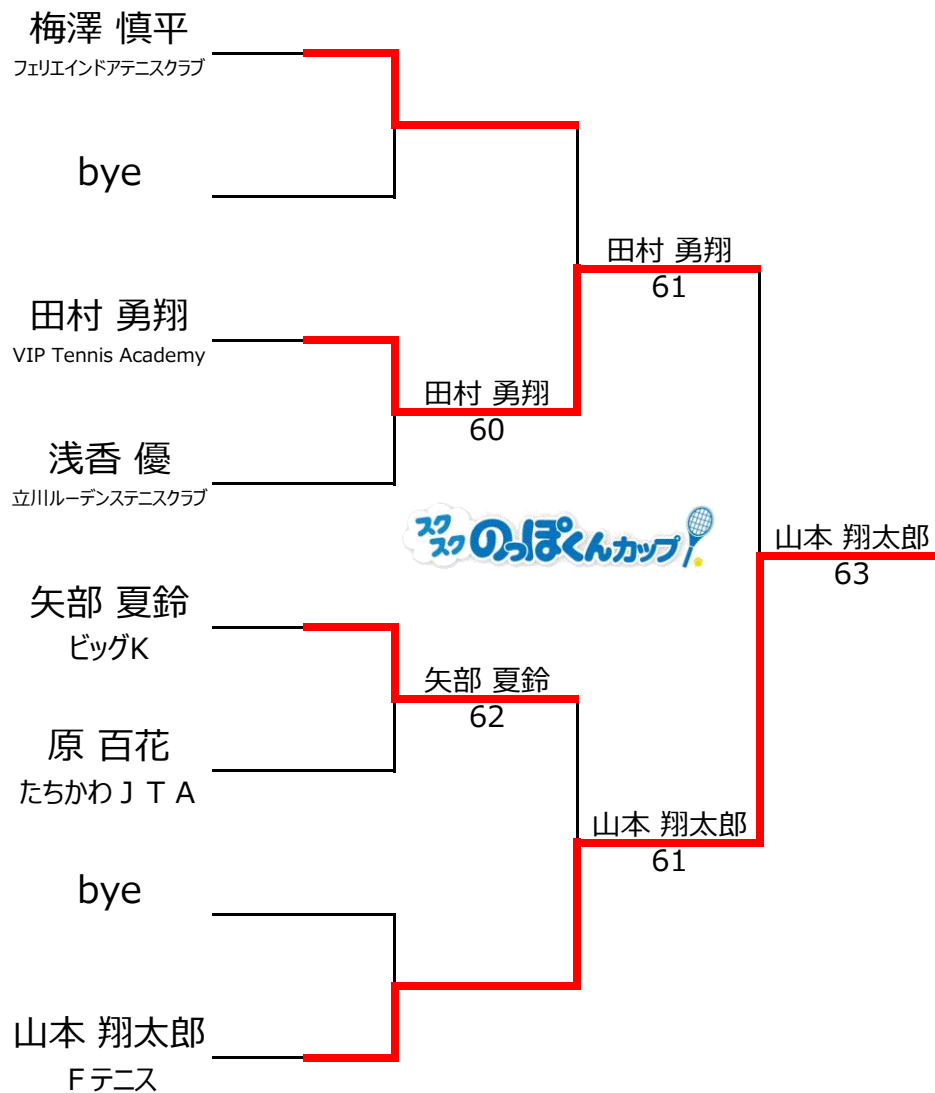 梅澤 慎平
フェリエインドアテニスクラブ
bye
田村 勇翔
61
田村 勇翔
VIP Tennis Academy
田村 勇翔
60
浅香 優
立川ルーデンステニスクラブ
スクスク のっぽくんカップ
山本 翔太郎
63
矢部 夏鈴
ビッグK
矢部 夏鈴
62
原 百花
たちかわＪＴＡ
山本 翔太郎
61
bye
山本 翔太郎
Ｆテニス